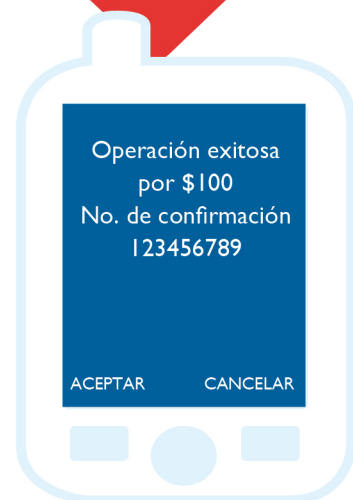 Operación exitosa
por $100
No. de confirmación
123456789
ACEPTAR CANCELAR